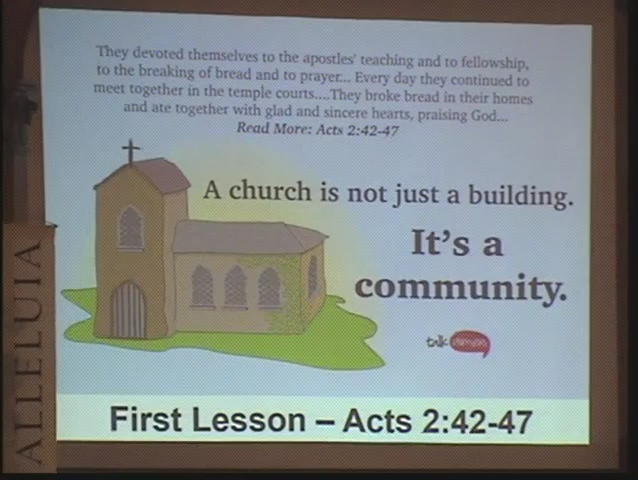 They devoted themselves to the apostles' teaching and to fellowship,
to the breaking of bread and to prayer... Every day they continued to
meet together in the temple courts....They broke bread in their homes
and ate together with glad and sincere hearts, praising God...
Read More: Acts 2:42-47
A church is not just a building.
It's a
community.
talk
First Lesson – Acts 2:42-47
ALLELUIA